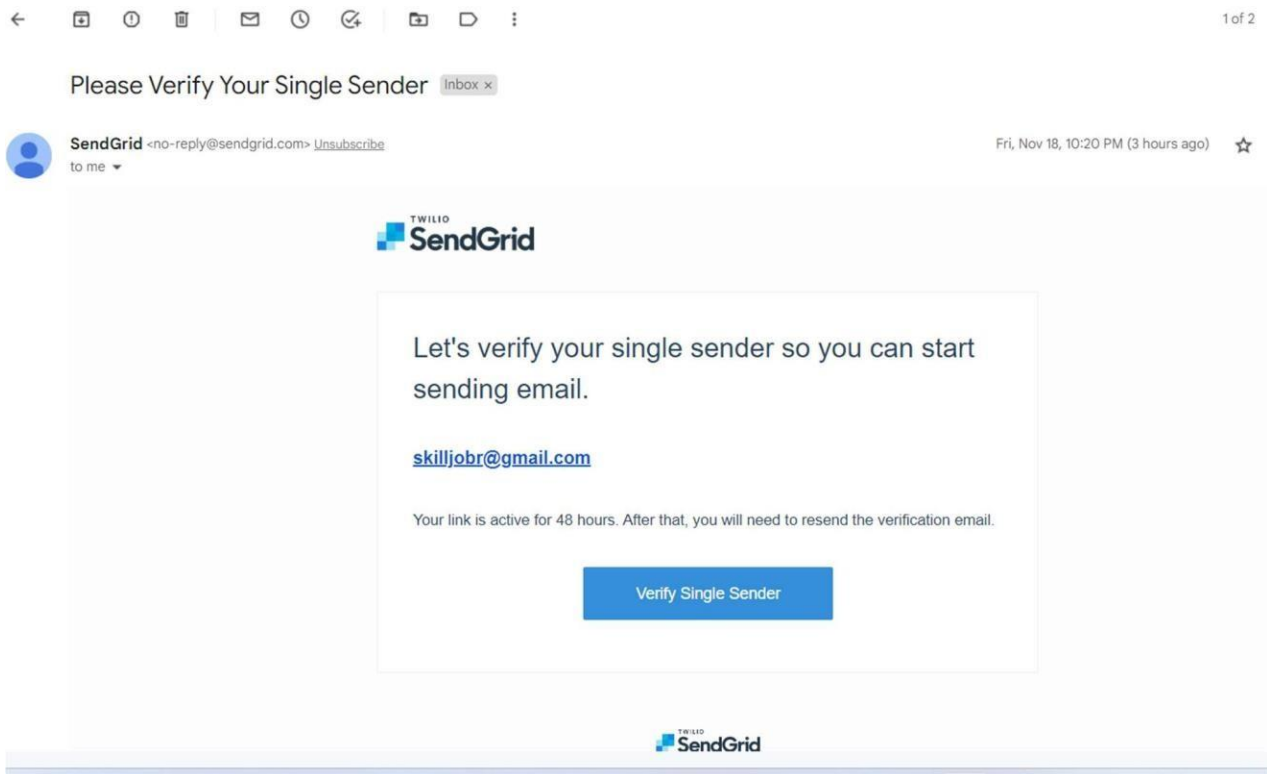 1 of 2
Please Verify Your Single Sender Inbox ×
SendGrid <no-reply@sendgrid.com> Unsubscribe Fri, Nov 18, 10:20 PM (3 hours ago)
to me
TWILIO
SendGrid
Let's verify your single sender so you can start
sending email.
skilljobr@gmail.com
Your link is active for 48 hours. After that, you will need to resend the verification email.
Verify Single Sender
TWILIO
SendGrid